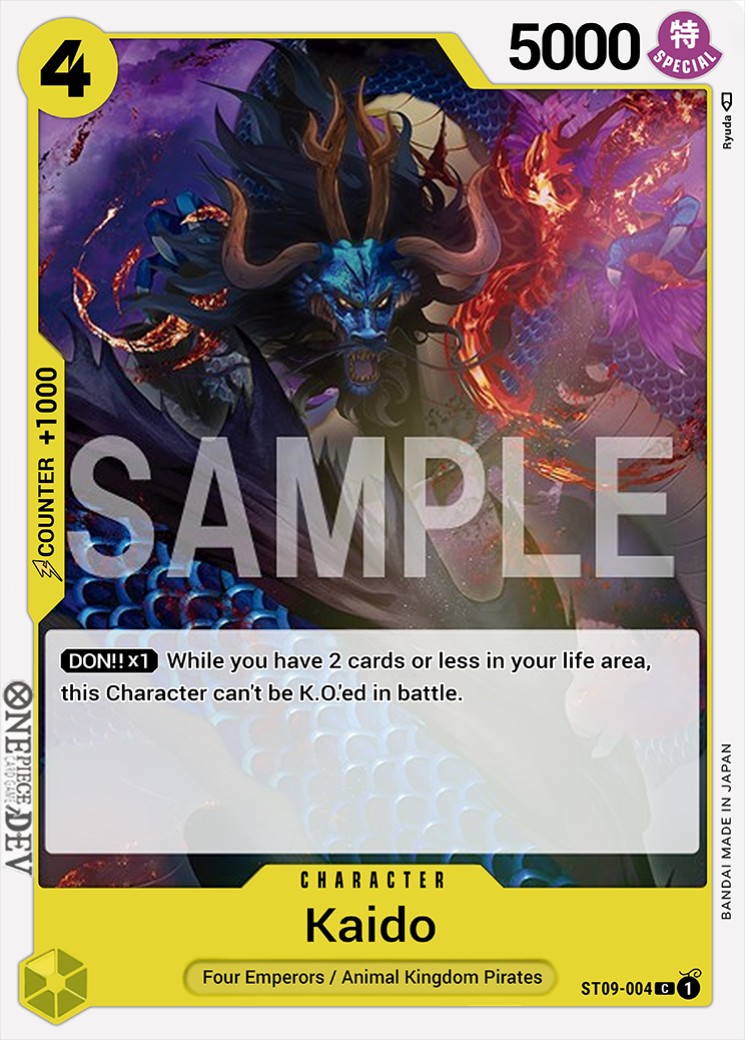 4
5000
特
SPECIAL
Ryuda
COUNTER +1000
SAMPLE
DON!!×1 While you have 2 cards or less in your life area,
this Character can't be K.O.'ed in battle.
ONE PIECE
CARD GAME
/DEV
BANDAI MADE IN JAPAN
CHARACTER
Kaido
Four Emperors / Animal Kingdom Pirates
ST09-004 C 1